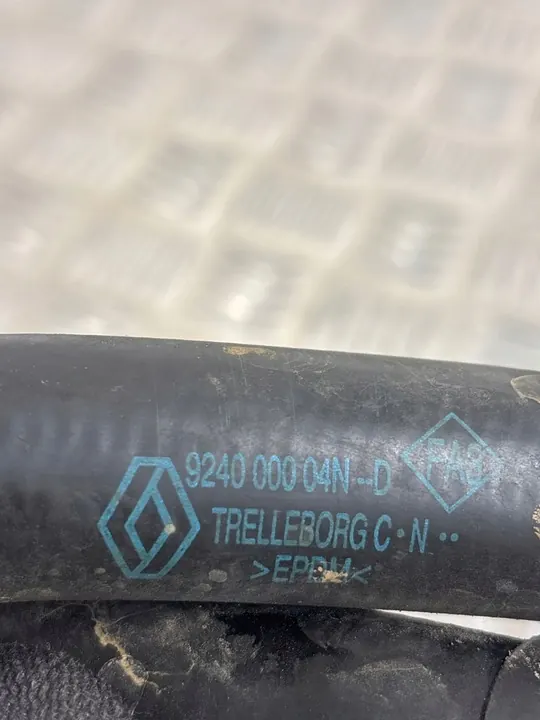 9240 000 04N--D
TRELLEBORG C·N··
>EPDM<